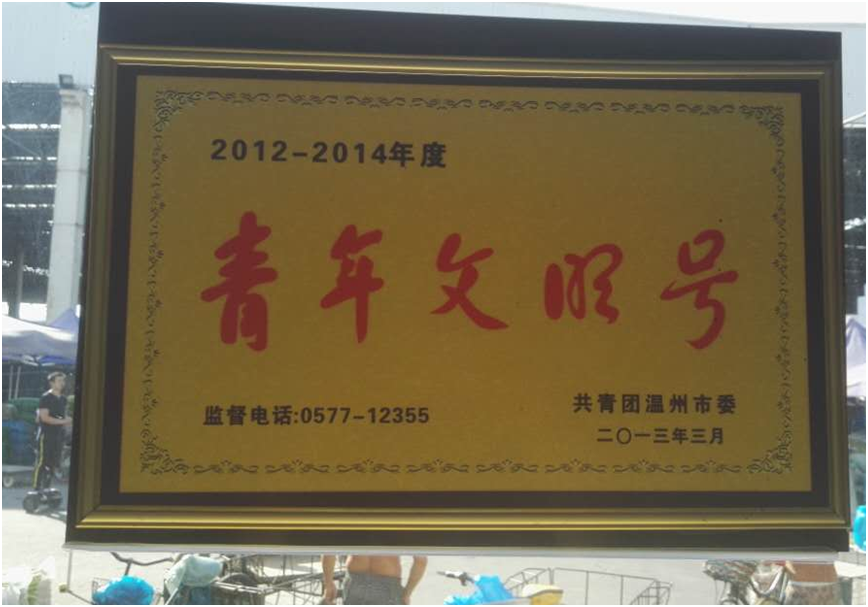 2012-2014年度
青年文明号
监督电话:0577-12355
共青团温州市委
二〇一三年三月